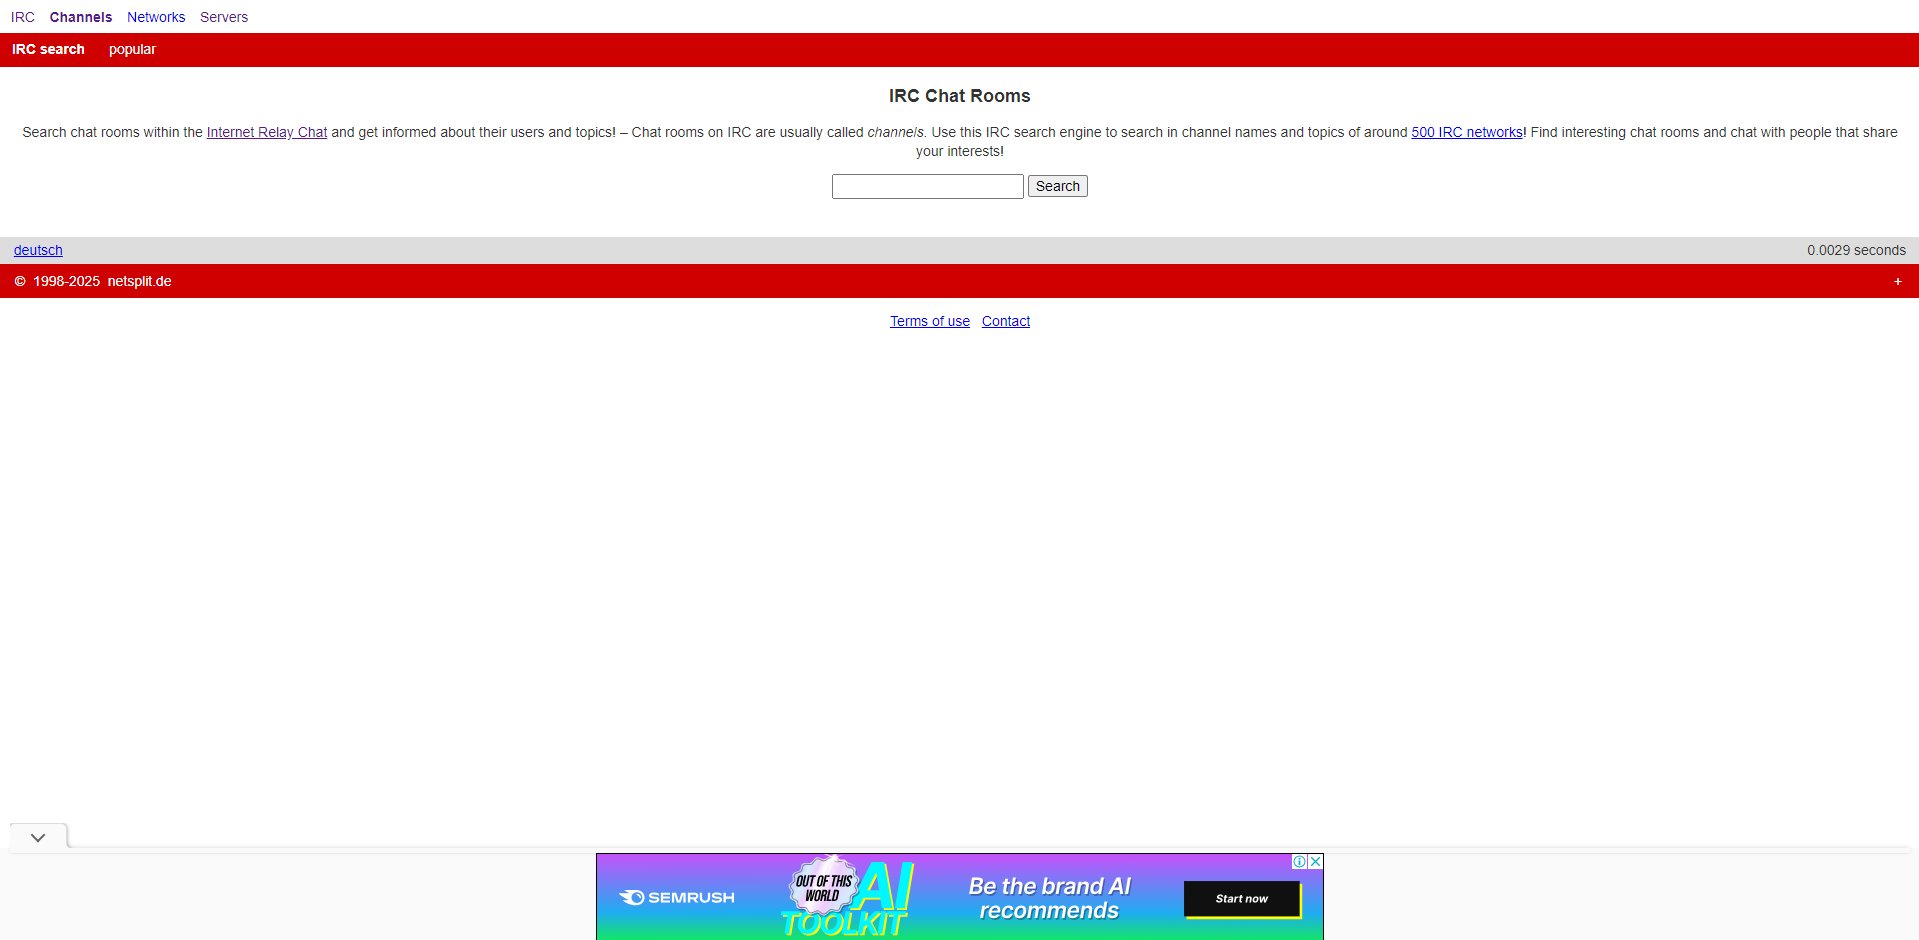 IRC Channels Networks Servers
IRC search popular
IRC Chat Rooms
Search chat rooms within the Internet Relay Chat and get informed about their users and topics! – Chat rooms on IRC are usually called channels. Use this IRC search engine to search in channel names and topics of around 500 IRC networks! Find interesting chat rooms and chat with people that share
your interests!
Search
deutsch 0.0029 seconds
© 1998-2025 netsplit.de +
Terms of use Contact
SEMRUSH
OUT OF THIS
WORLD
AI
TOOLKIT
Be the brand AI
recommends
Start now